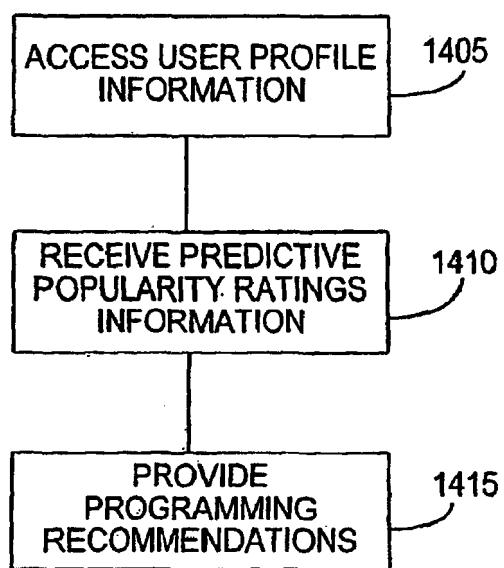 ACCESS USER PROFILE
INFORMATION
1405
RECEIVE PREDICTIVE
POPULARITY RATINGS
INFORMATION
1410
PROVIDE
PROGRAMMING
RECOMMENDATIONS
1415